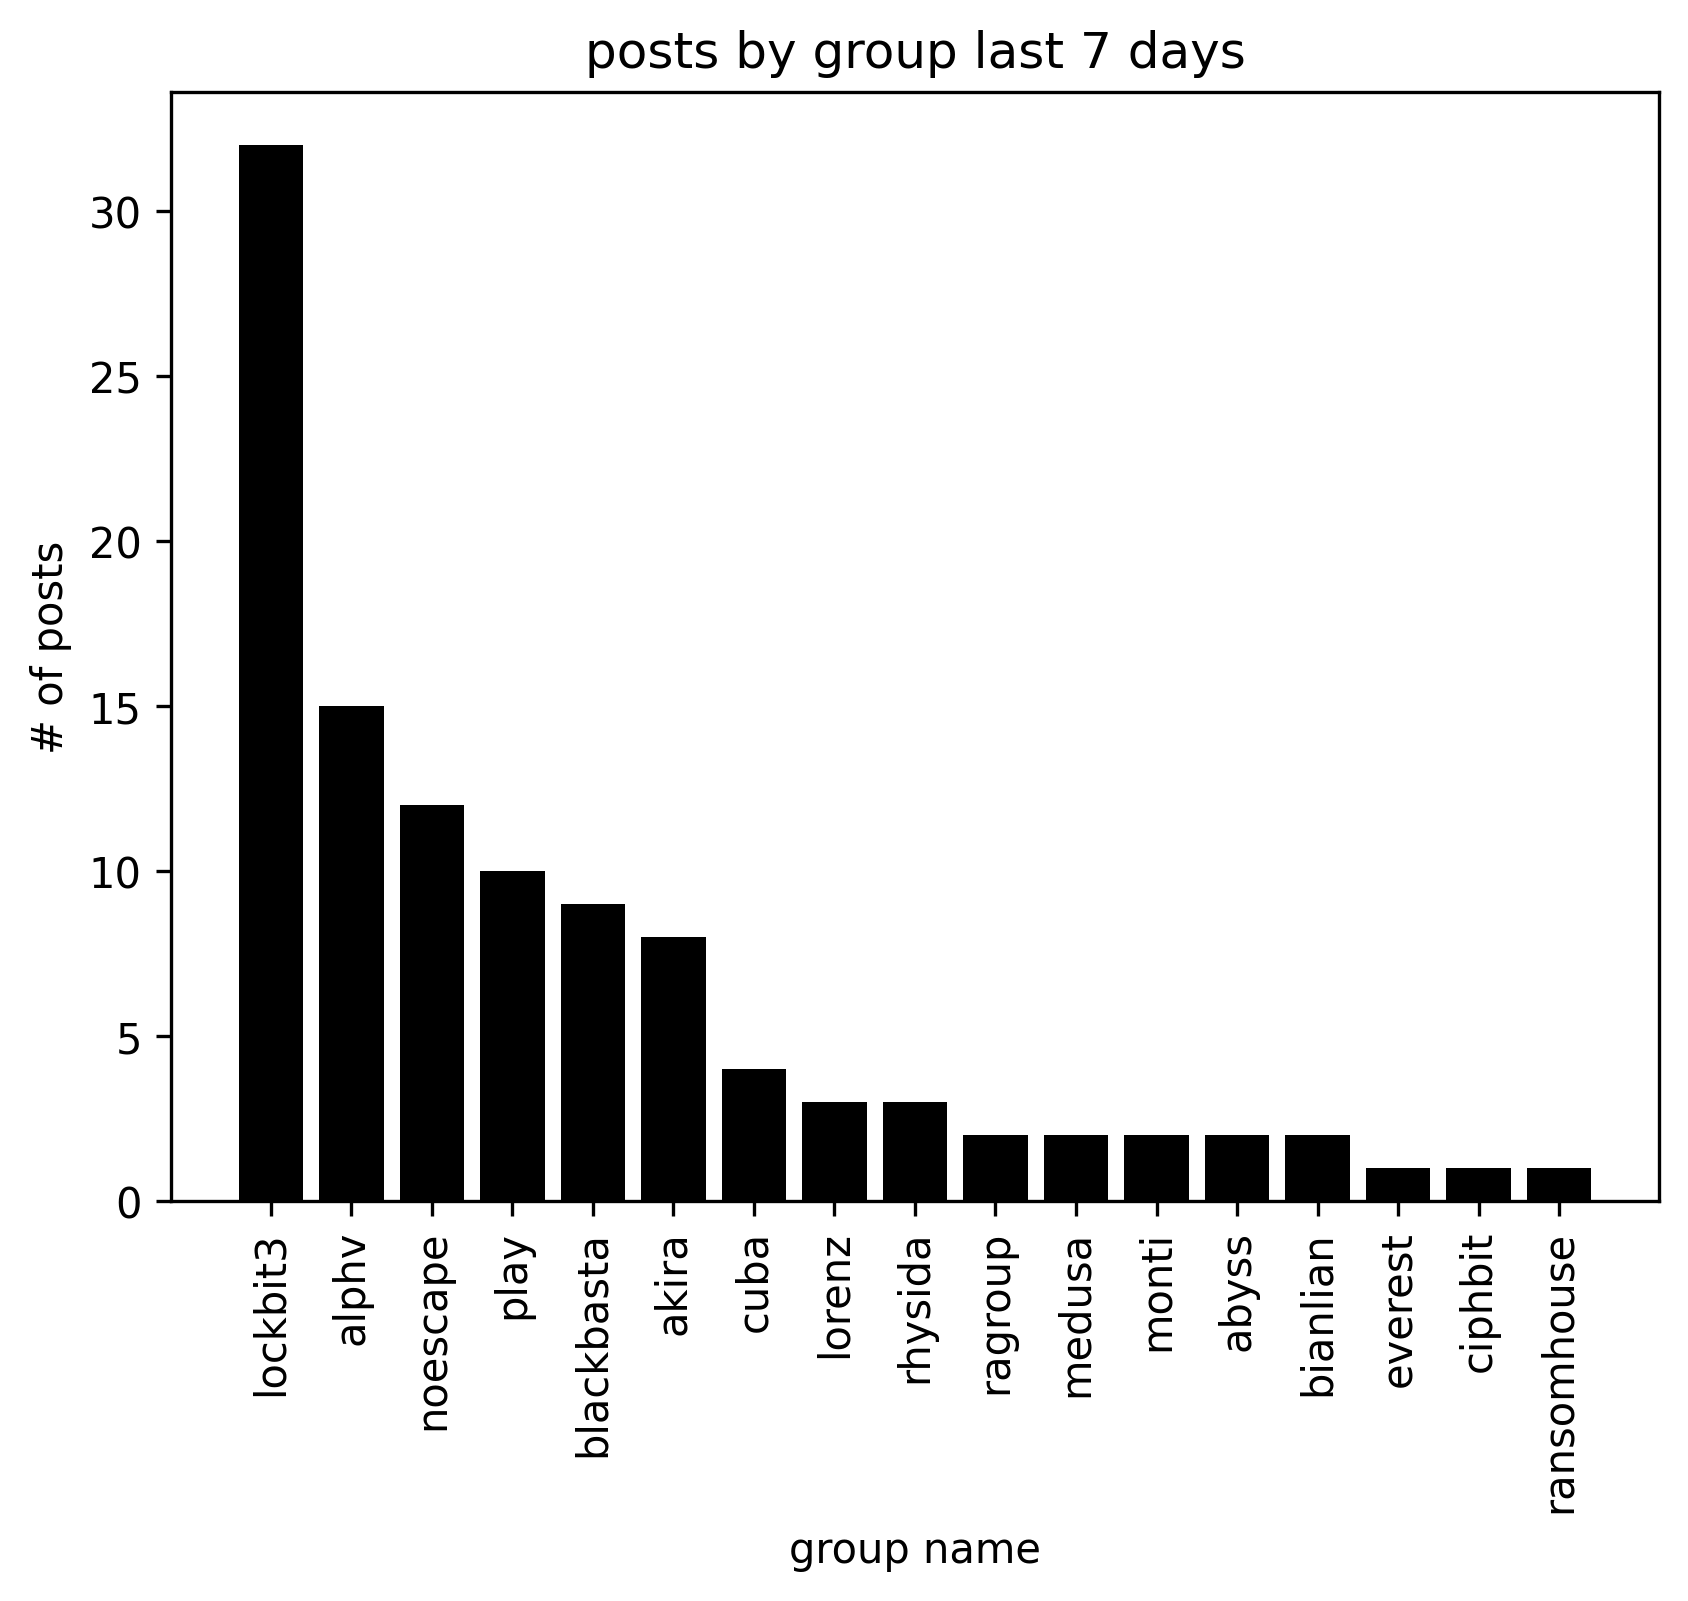 posts by group last 7 days
# of posts
30
25
20
15
10
5
0
lockbit3
alphv
noescape
play
blackbasta
akira
cuba
lorenz
rhysida
ragroup
medusa
monti
abyss
bianlian
everest
ciphbit
ransomhouse
group name